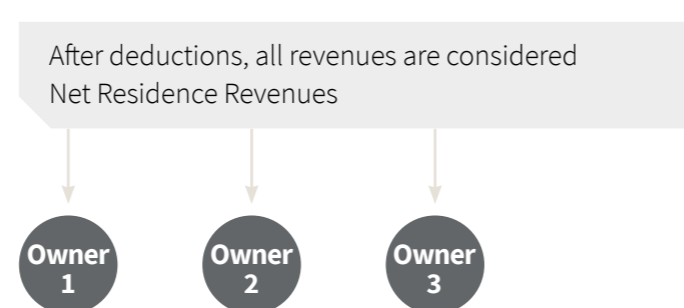 After deductions, all revenues are considered
Net Residence Revenues
Owner
1
Owner
2
Owner
3